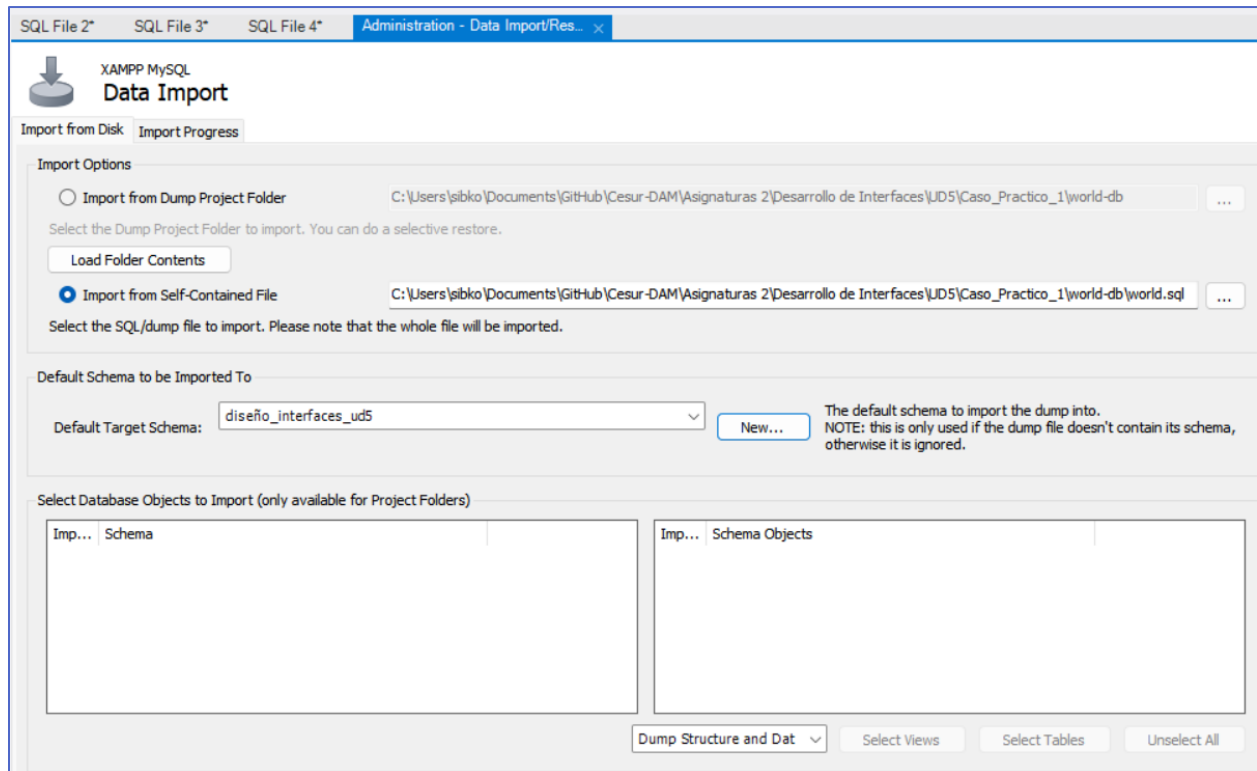 SQL File 2* SQL File 3* SQL File 4* Administration - Data Import/Res...
XAMPP MySQL
Data Import
Import from Disk Import Progress
Import Options
Import from Dump Project Folder C:\Users\sibko\Documents\GitHub\Cesur-DAM\Asignaturas 2\Desarrollo de Interfaces\UD5\Caso_Practico_1\world-db ...
Select the Dump Project Folder to import. You can do a selective restore.
Load Folder Contents
Import from Self-Contained File C:\Users\sibko\Documents\GitHub\Cesur-DAM\Asignaturas 2\Desarrollo de Interfaces\UD5\Caso_Practico_1\world-db\world.sql ...
Select the SQL/dump file to import. Please note that the whole file will be imported.
Default Schema to be Imported To
Default Target Schema: diseño_interfaces_ud5 New... The default schema to import the dump into.
NOTE: this is only used if the dump file doesn't contain its schema,
otherwise it is ignored.
Select Database Objects to Import (only available for Project Folders)
Imp... Schema Imp... Schema Objects
Dump Structure and Dat Select Views Select Tables Unselect All